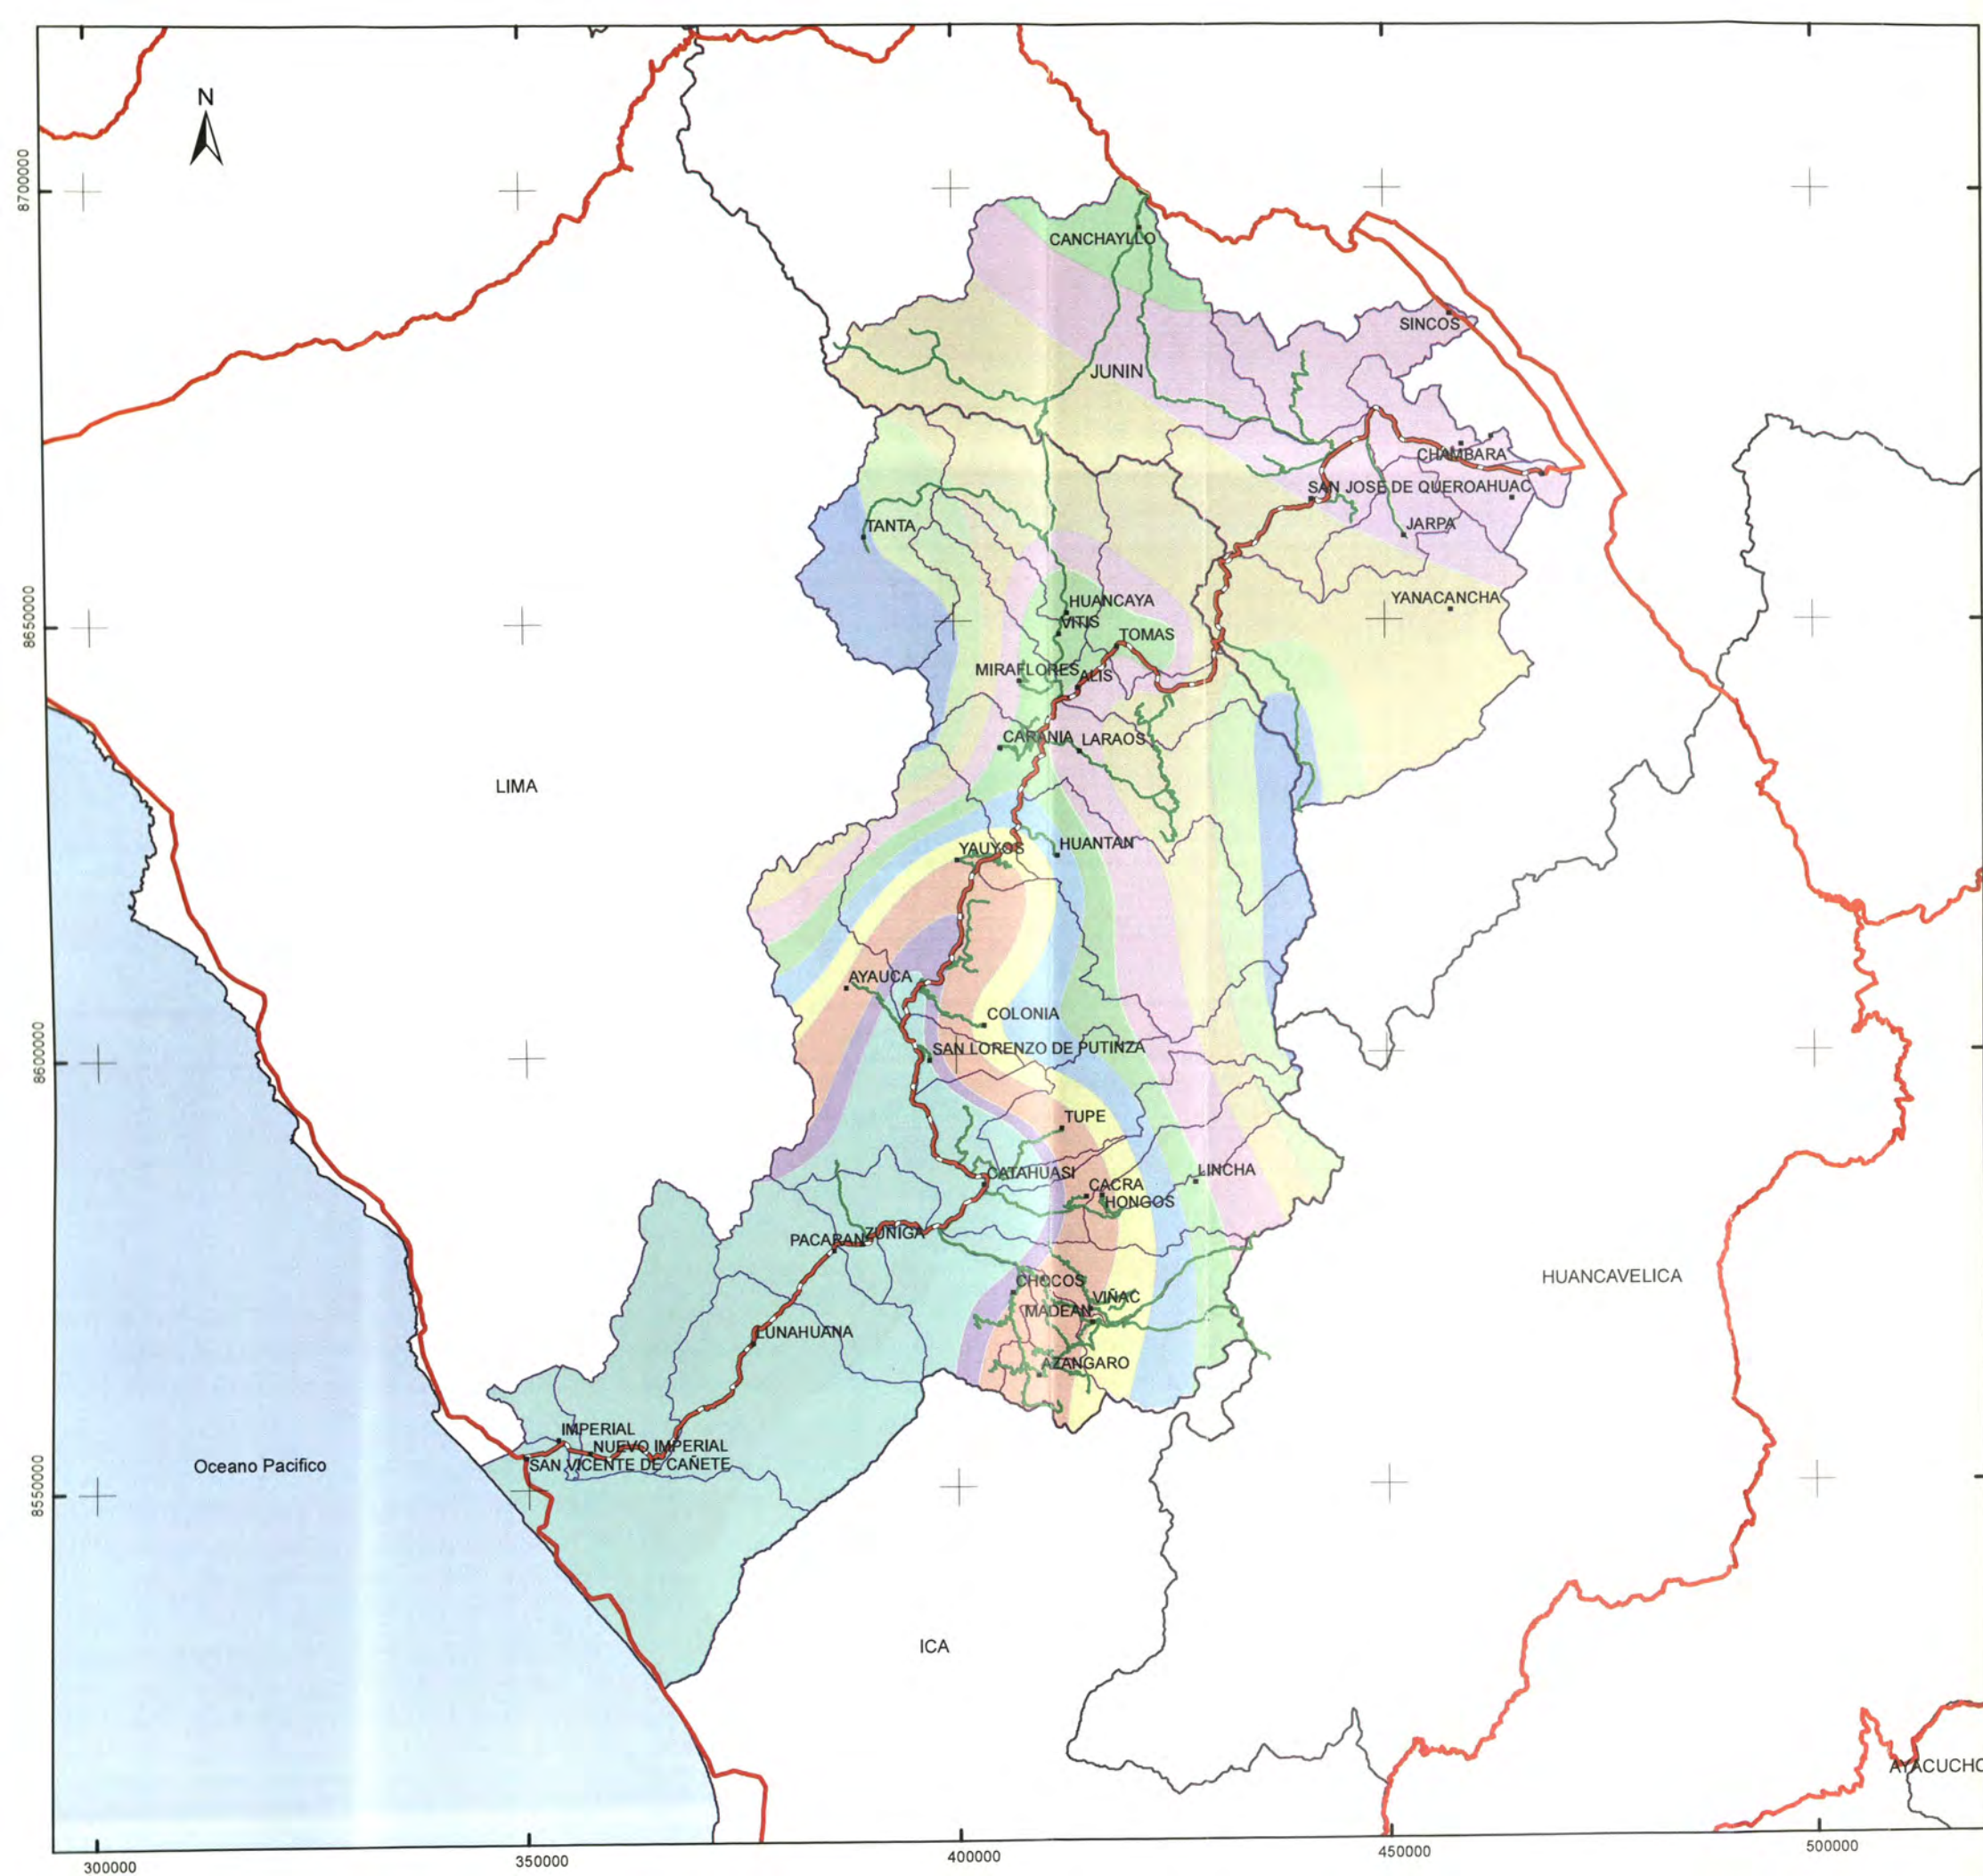 N
8700000
CANCHAYLLO
SINCOS
JUNIN
CHAMBARA
SAN JOSE DE QUEROAHUAC
TANTA
JARPA
8650000
HUANCAYA
YANACANCHA
VITIS
TOMAS
MIRAFLORES
ALIS
CARANIA
LARAOS
LIMA
YAUYOS
HUANTAN
AYAUCA
COLONIA
8600000
SAN LORENZO DE PUTINZA
TUPE
CATAHUASI
LINCHA
CACRA
HONGOS
PACARAN
ZUÑIGA
HUANCAVELICA
CHOCOS
VIÑAC
MADEAN
LUNAHUANA
AZANGARO
IMPERIAL
NUEVO IMPERIAL
SAN VICENTE DE CAÑETE
Oceano Pacifico
8550000
ICA
AYACUCHO
300000
350000
400000
450000
500000